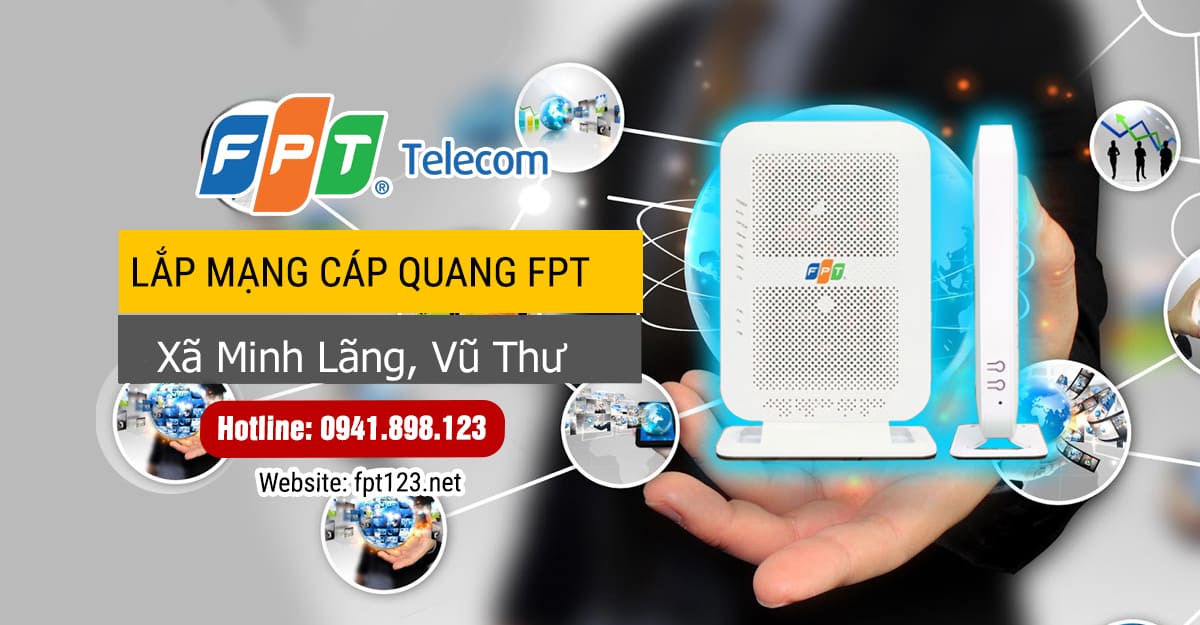 FPT® Telecom
LẮP MẠNG CÁP QUANG FPT
Xã Minh Lãng, Vũ Thư
Hotline: 0941.898.123
Website: fpt123.net
FPT